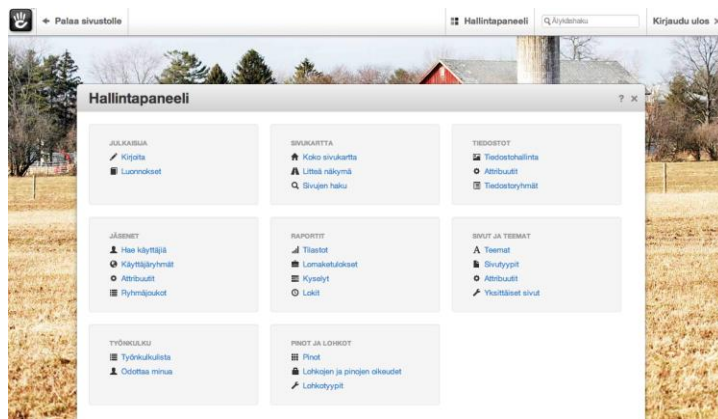 Palaa sivustolle
Hallintapaneeli
Älykäshaku
Kirjaudu ulos
Hallintapaneeli
?
JULKAISIJA
Kirjoita
Luonnokset
SIVUKARTTA
Koko sivukartta
Litteä näkymä
Sivujen haku
TIEDOSTOT
Tiedostohallinta
Attribuutit
Tiedostoryhmät
JÄSENET
Hae käyttäjiä
Käyttäjäryhmät
Attribuutit
Ryhmäjoukot
RAPORTIT
Tilastot
Lomaketulokset
Kyselyt
Lokit
SIVUT JA TEEMAT
Teemat
Sivutyypit
Attribuutit
Yksittäiset sivut
TYÖNKULKU
Työnkulkulista
Odottaa minua
PINOT JA LOHKOT
Pinot
Lohkojen ja pinojen oikeudet
Lohkotyypit